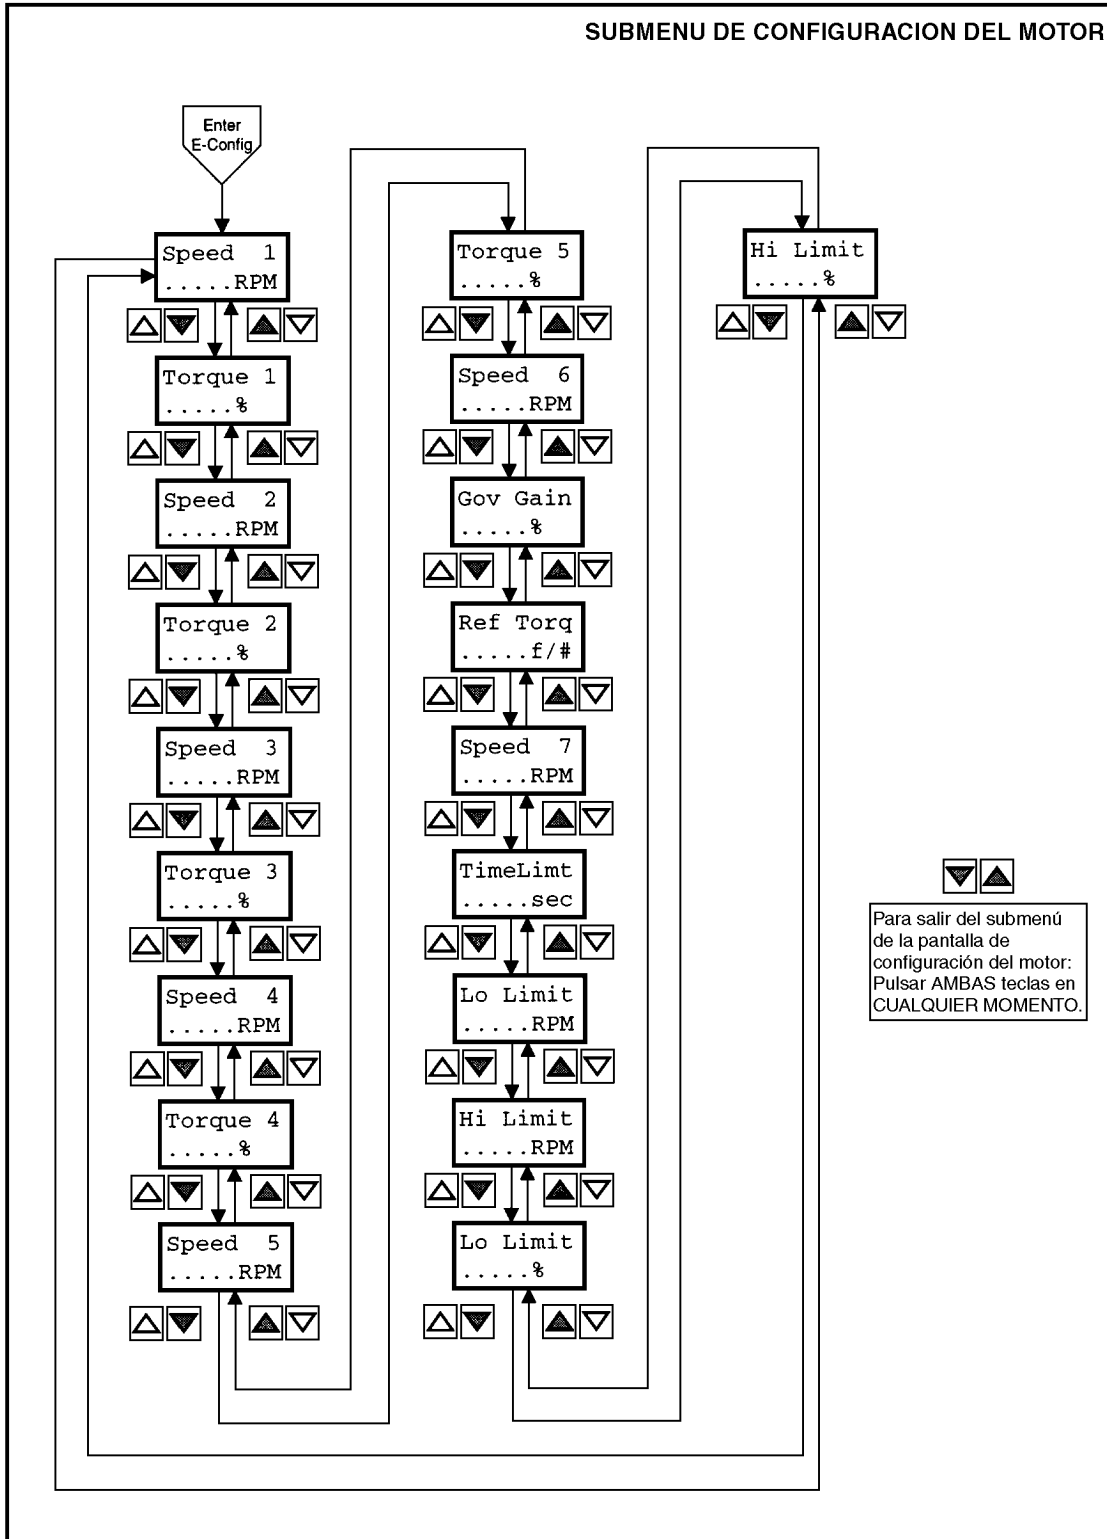 SUBMENU DE CONFIGURACION DEL MOTOR
Enter
E-Config
Speed 1
.....RPM
Torque 1
.....%
Speed 2
.....RPM
Torque 2
.....%
Speed 3
.....RPM
Torque 3
.....%
Speed 4
.....RPM
Torque 4
.....%
Speed 5
.....RPM
Torque 5
.....%
Speed 6
.....RPM
Gov Gain
.....%
Ref Torq
.....f/#
Speed 7
.....RPM
TimeLimt
.....sec
Lo Limit
.....RPM
Hi Limit
.....RPM
Lo Limit
.....%
Hi Limit
.....%
Para salir del submenú
de la pantalla de
configuración del motor:
Pulsar AMBAS teclas en
CUALQUIER MOMENTO.